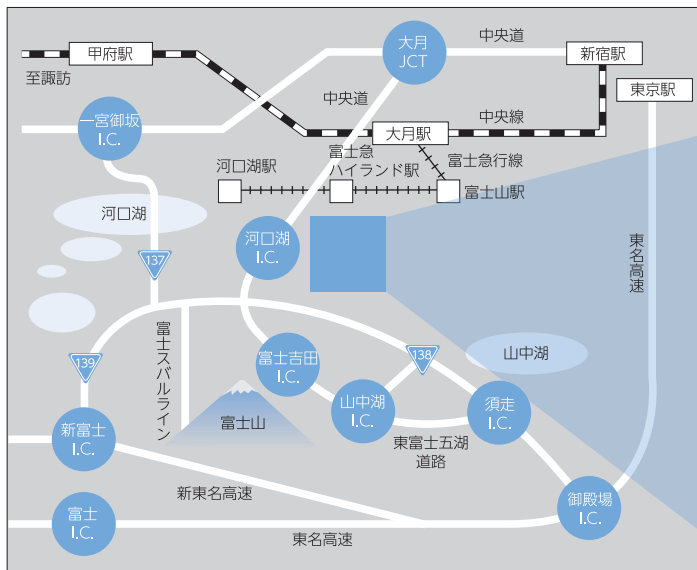 大月
JCT
中央道
新宿駅
甲府駅
至諏訪
東京駅
中央道
中央線
一宮御坂
I.C.
大月駅
富士急
ハイランド駅
富士急行線
河口湖駅
富士山駅
河口湖
河口湖
I.C.
137
東名高速
富士スバルライン
139
138
山中湖
富士吉田
I.C.
山中湖
I.C.
須走
I.C.
富士山
新富士
I.C.
東富士五湖
道路
新東名高速
御殿場
I.C.
富士
I.C.
東名高速